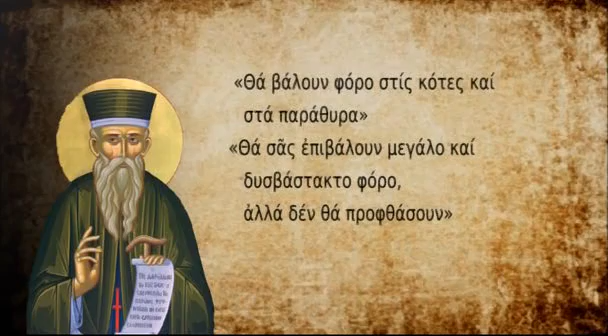 «Θά βάλουν φόρο στίς κότες καί
στά παράθυρα»
«Θά σᾶς ἐπιβάλουν μεγάλο καί
δυσβάστακτο φόρο,
ἀλλά δέν θά προφθάσουν»